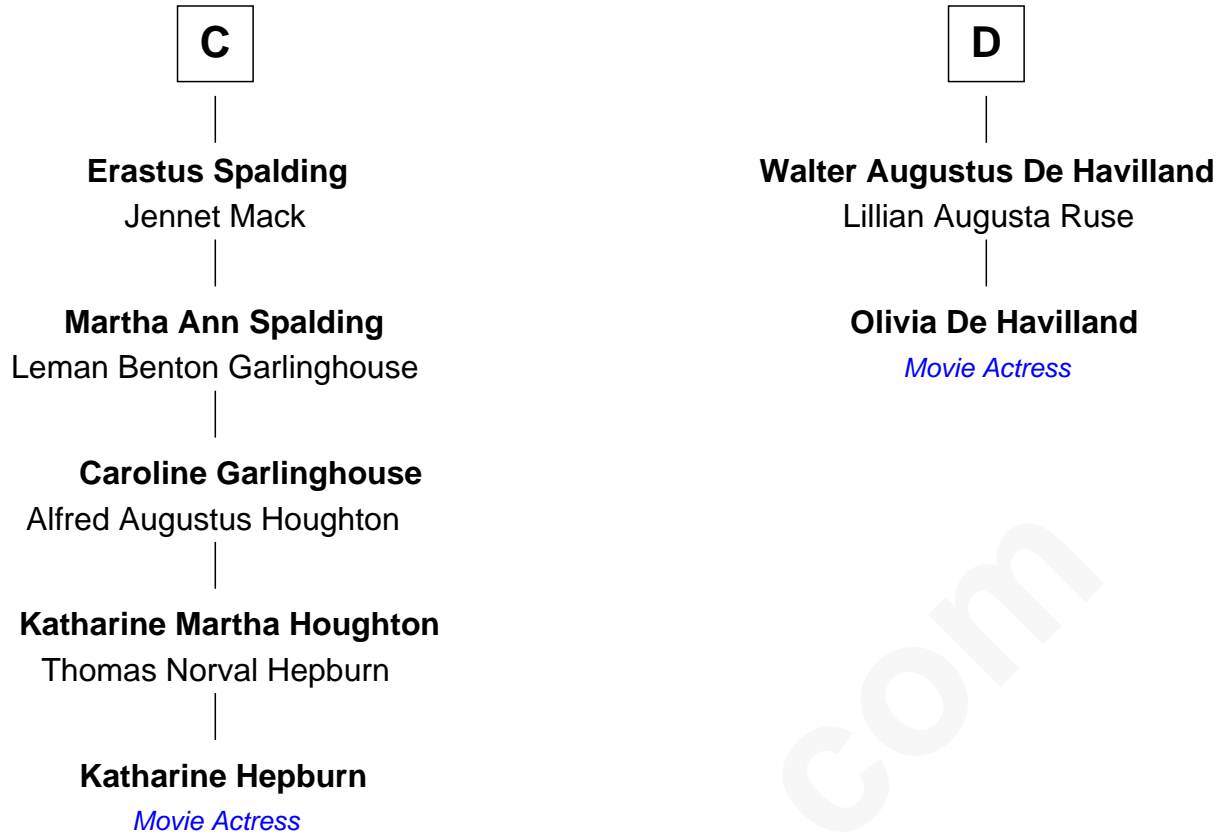 C
Erastus Spalding
Jennet Mack
Martha Ann Spalding
Leman Benton Garlinghouse
Caroline Garlinghouse
Alfred Augustus Houghton
Katharine Martha Houghton
Thomas Norval Hepburn
Katharine Hepburn
Movie Actress
D
Walter Augustus De Havilland
Lillian Augusta Ruse
Olivia De Havilland
Movie Actress
com